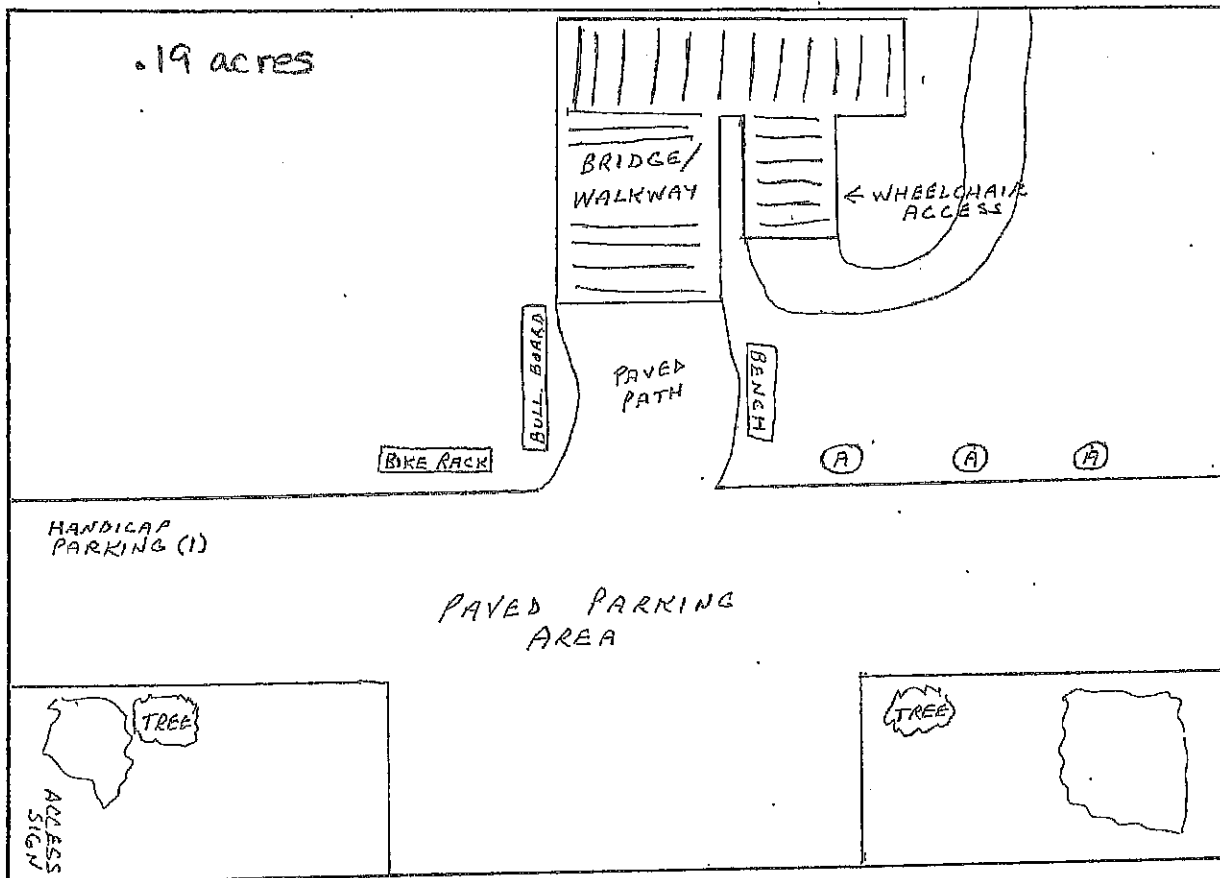 .19 acres
BRIDGE/
WALKWAY
← WHEELCHAIR
ACCESS
BULL. BOARD
PAVED
PATH
BENCH
BIKE RACK
A
A
A
HANDICAP
PARKING (1)
PAVED PARKING
AREA
TREE
TREE
ACCESS
SIGN